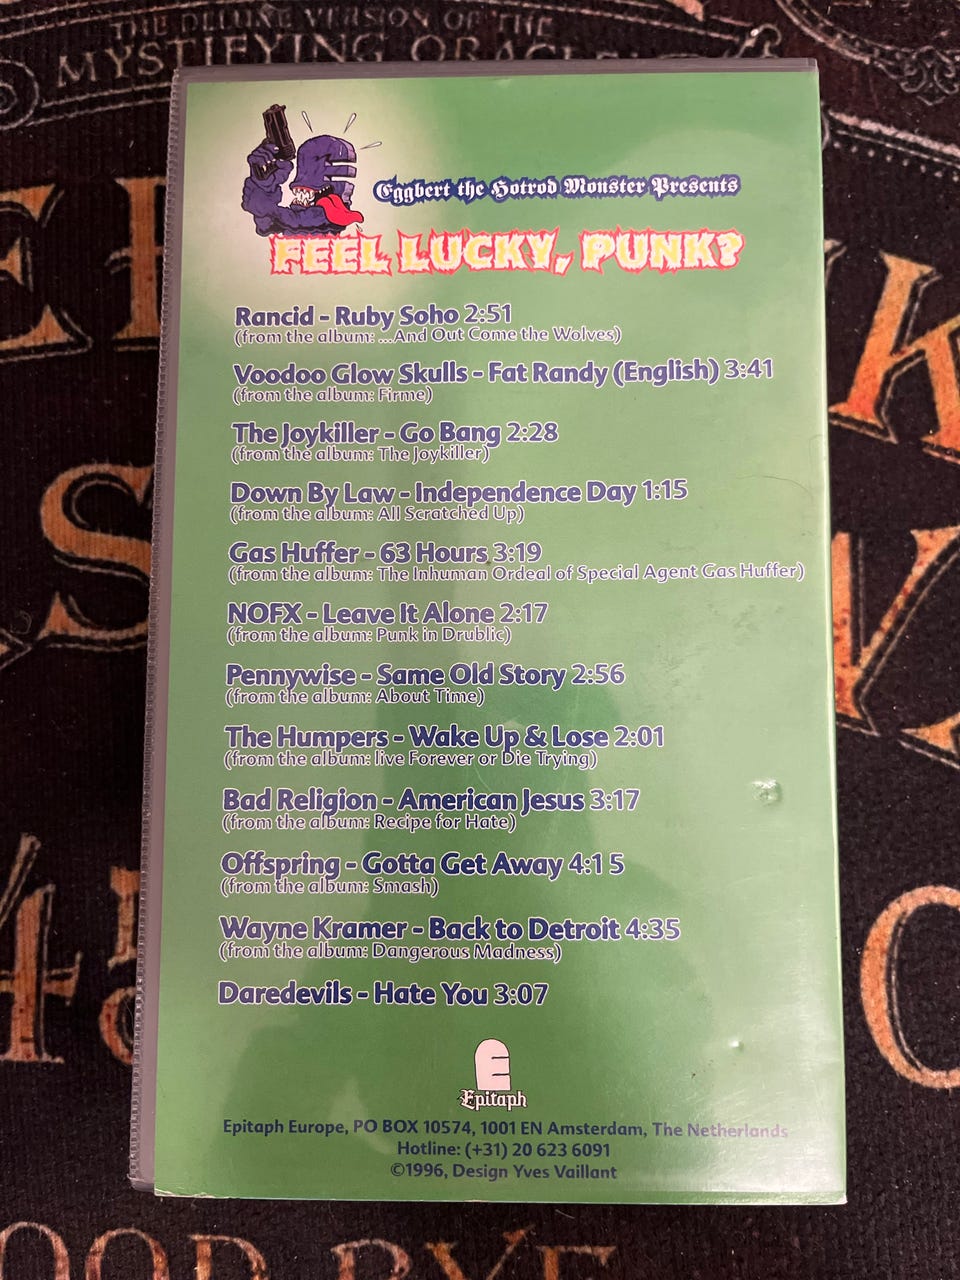 THE DELUXE VERSION OF THE
MYSTIFYING ORACLE
Eggbert the Hotrod Monster Presents
FEEL LUCKY, PUNK?
Rancid - Ruby Soho 2:51
(from the album: ...And Out Come the Wolves)
Voodoo Glow Skulls - Fat Randy (English) 3:41
(from the album: Firme)
The Joykiller - Go Bang 2:28
(from the album: The Joykiller)
Down By Law - Independence Day 1:15
(from the album: All Scratched Up)
Gas Huffer - 63 Hours 3:19
(from the album: The Inhuman Ordeal of Special Agent Gas Huffer)
NOFX - Leave It Alone 2:17
(from the album: Punk in Drublic)
Pennywise - Same Old Story 2:56
(from the album: About Time)
The Humpers - Wake Up & Lose 2:01
(from the album: live Forever or Die Trying)
Bad Religion - American Jesus 3:17
(from the album: Recipe for Hate)
Offspring - Gotta Get Away 4:15
(from the album: Smash)
Wayne Kramer - Back to Detroit 4:35
(from the album: Dangerous Madness)
Daredevils - Hate You 3:07
E
Epitaph
Epitaph Europe, PO BOX 10574, 1001 EN Amsterdam, The Netherlands
Hotline: (+31) 20 623 6091
©1996, Design Yves Vaillant
OOD BYE